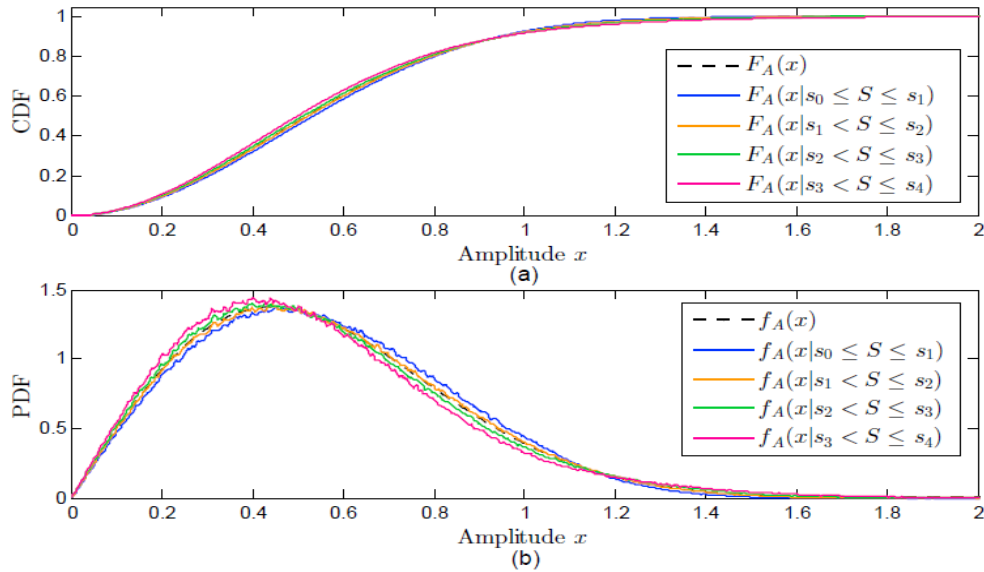 1
0.8
0.6
0.4
0.2
0
CDF
0 0.2 0.4 0.6 0.8 1 1.2 1.4 1.6 1.8 2
Amplitude x
(a)
F_A(x)
F_A(x|s_0 ≤ S ≤ s_1)
F_A(x|s_1 < S ≤ s_2)
F_A(x|s_2 < S ≤ s_3)
F_A(x|s_3 < S ≤ s_4)
1.5
1
0.5
0
PDF
0 0.2 0.4 0.6 0.8 1 1.2 1.4 1.6 1.8 2
Amplitude x
(b)
f_A(x)
f_A(x|s_0 ≤ S ≤ s_1)
f_A(x|s_1 < S ≤ s_2)
f_A(x|s_2 < S ≤ s_3)
f_A(x|s_3 < S ≤ s_4)